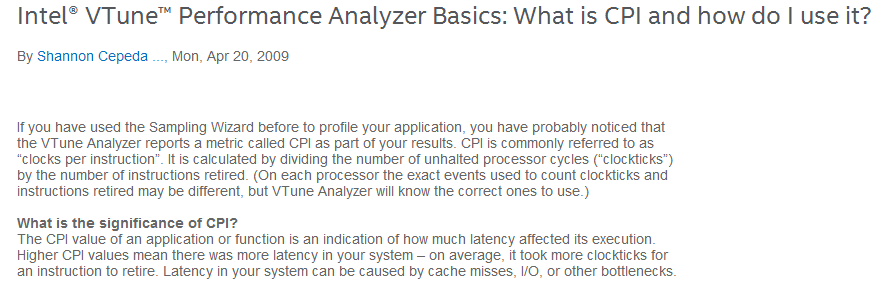 Intel® VTune™ Performance Analyzer Basics: What is CPI and how do I use it?
By Shannon Cepeda ..., Mon, Apr 20, 2009
If you have used the Sampling Wizard before to profile your application, you have probably noticed that
the VTune Analyzer reports a metric called CPI as part of your results. CPI is commonly referred to as
“clocks per instruction”. It is calculated by dividing the number of unhalted processor cycles (“clockticks”)
by the number of instructions retired. (On each processor the exact events used to count clockticks and
instructions retired may be different, but VTune Analyzer will know the correct ones to use.)
What is the significance of CPI?
The CPI value of an application or function is an indication of how much latency affected its execution.
Higher CPI values mean there was more latency in your system – on average, it took more clockticks for
an instruction to retire. Latency in your system can be caused by cache misses, I/O, or other bottlenecks.